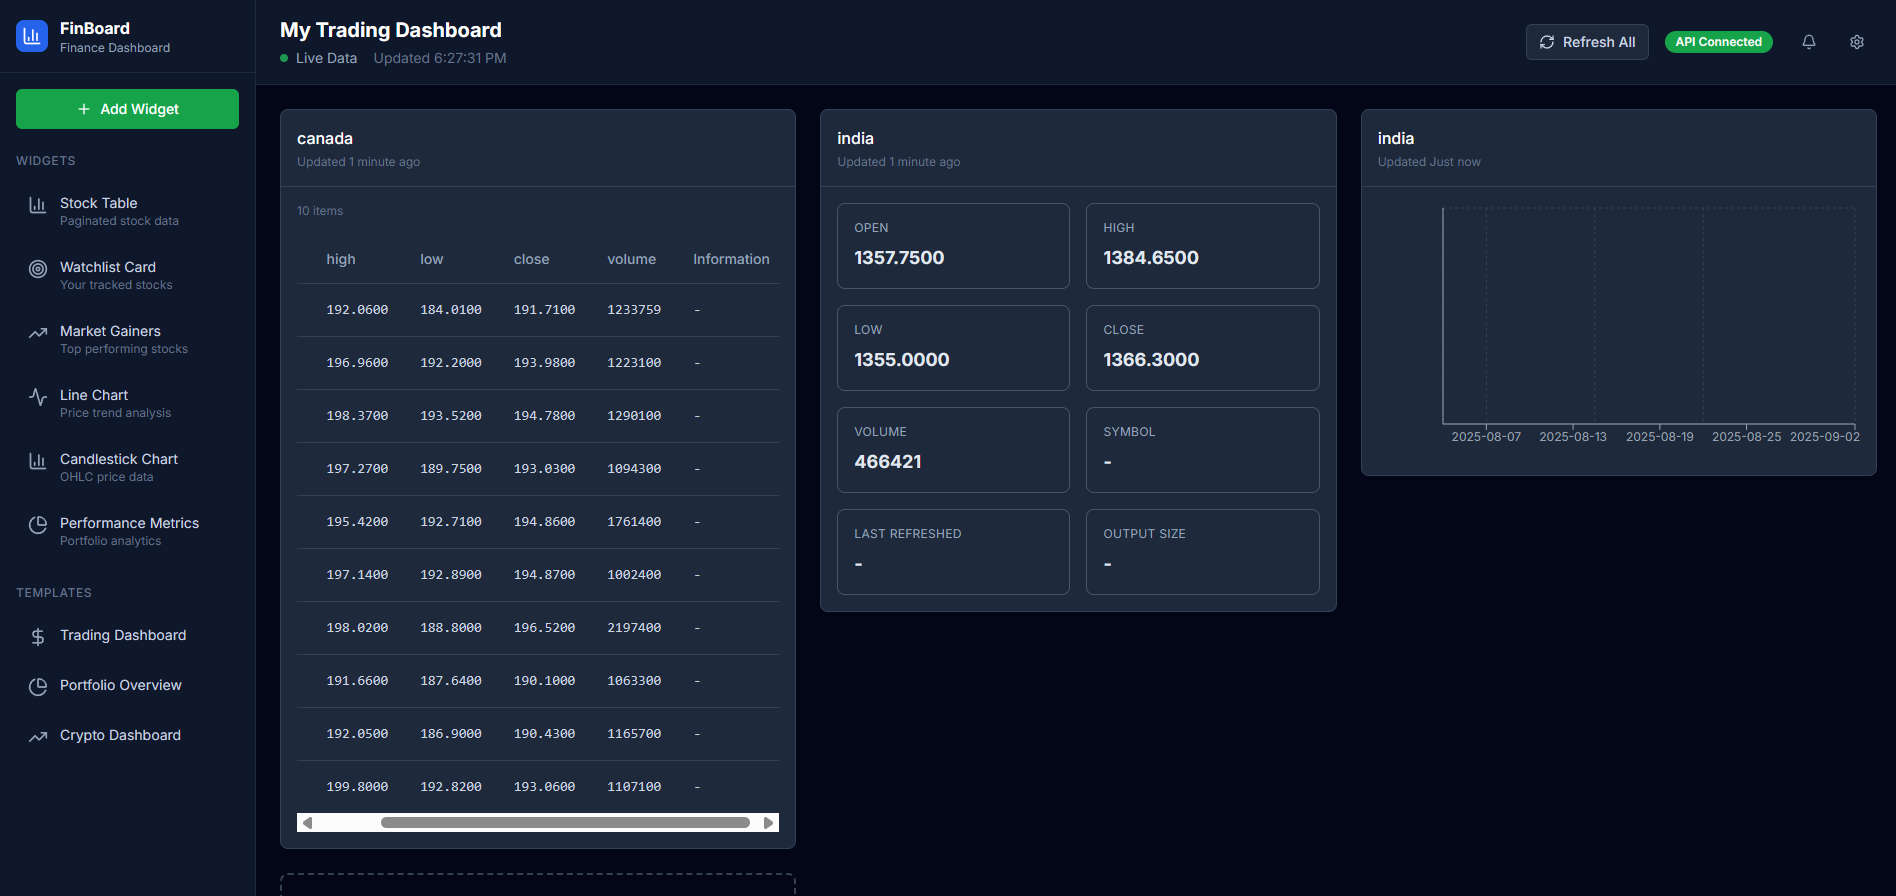 FinBoard
Finance Dashboard
Add Widget
WIDGETS
Stock Table
Paginated stock data
Watchlist Card
Your tracked stocks
Market Gainers
Top performing stocks
Line Chart
Price trend analysis
Candlestick Chart
OHLC price data
Performance Metrics
Portfolio analytics
TEMPLATES
Trading Dashboard
Portfolio Overview
Crypto Dashboard
My Trading Dashboard
Live Data Updated 6:27:31 PM
Refresh All
API Connected
canada
Updated 1 minute ago
10 items
high low close volume Information
192.0600 184.0100 191.7100 1233759 -
196.9600 192.2000 193.9800 1223100 -
198.3700 193.5200 194.7800 1290100 -
197.2700 189.7500 193.0300 1094300 -
195.4200 192.7100 194.8600 1761400 -
197.1400 192.8900 194.8700 1002400 -
198.0200 188.8000 196.5200 2197400 -
191.6600 187.6400 190.1000 1063300 -
192.0500 186.9000 190.4300 1165700 -
199.8000 192.8200 193.0600 1107100 -
india
Updated 1 minute ago
OPEN
1357.7500
HIGH
1384.6500
LOW
1355.0000
CLOSE
1366.3000
VOLUME
466421
SYMBOL
-
LAST REFRESHED
-
OUTPUT SIZE
-
india
Updated Just now
2025-08-07 2025-08-13 2025-08-19 2025-08-25 2025-09-02